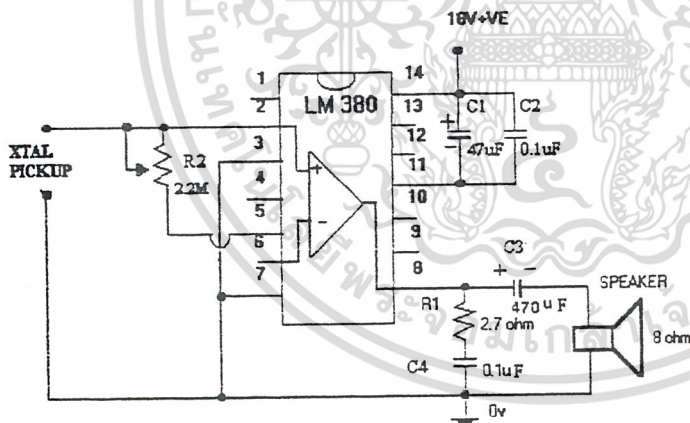 18V+VE
1
2
3
4
5
6
7
LM 380
14
13
12
11
10
9
8
C1
47uF
C2
0.1uF
XTAL
PICKUP
R2
2.2M
C3
+ -
470uF
R1
2.7 ohm
C4
0.1uF
SPEAKER
8 ohm
0v
+
-
+
-